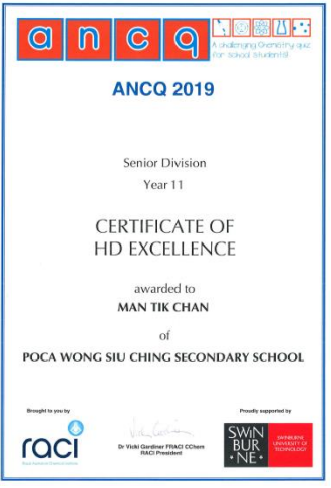 ancq
A challenging Chemistry quiz
for school students!
ANCQ 2019
Senior Division
Year 11
CERTIFICATE OF
HD EXCELLENCE
awarded to
MAN TIK CHAN
of
POCA WONG SIU CHING SECONDARY SCHOOL
Brought to you by
Proudly supported by
raci
Dr Vicki Gardiner FRACI CChem
RACI President
SWIN
BUR
*NE*
SWINBURNE
UNIVERSITY OF
TECHNOLOGY